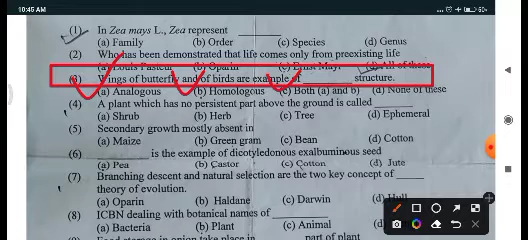 10:45 AM
60
(1) In Zea mays L., Zea represent
(a) Family (b) Order (c) Species (d) Genus
(2) Who has been demonstrated that life comes only from preexisting life
(a) Louis Pasteur (b) Oparin (c) Ernst Mayr (d) All of these
(3) Wings of butterfly and of birds are example of structure.
(a) Analogous (b) Homologous (c) Both (a) and b) (d) None of these
(4) A plant which has no persistent part above the ground is called
(a) Shrub (b) Herb (c) Tree (d) Ephemeral
(5) Secondary growth mostly absent in
(a) Maize (b) Green gram (c) Bean (d) Cotton
(6) is the example of dicotyledonous exalbuminous seed
(a) Pea (b) Castor (c) Cotton (d) Jute
(7) Branching descent and natural selection are the two key concept of
theory of evolution.
(a) Oparin (b) Haldane (c) Darwin (d)
(8) ICBN dealing with botanical names of
(a) Bacteria (b) Plant (c) Animal (d
part of plant